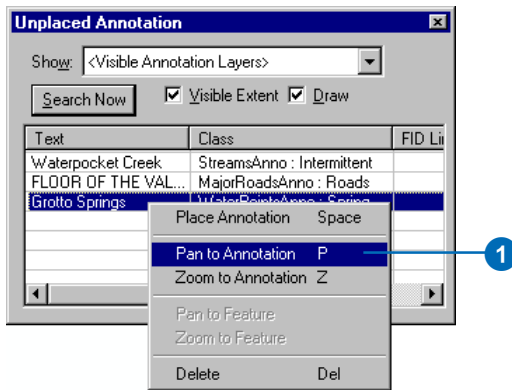 Unplaced Annotation
Show: <Visible Annotation Layers>
Search Now Visible Extent Draw
Text Class FID Li
Waterpocket Creek StreamsAnno : Intermittent
FLOOR OF THE VAL... MajorRoadsAnno : Roads
Grotto Springs WaterPointsAnno : Spring
Place Annotation Space
Pan to Annotation P
1
Zoom to Annotation Z
Pan to Feature
Zoom to Feature
Delete Del